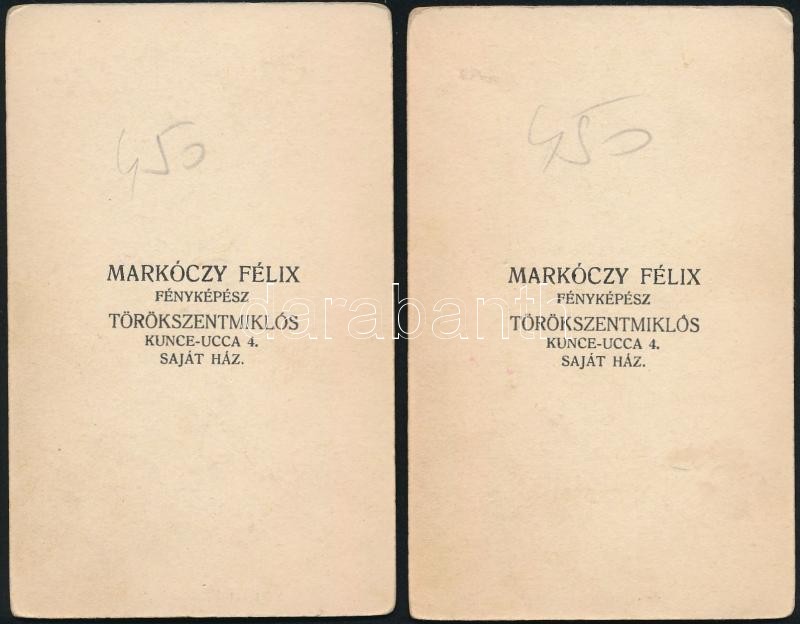 450
MARKÓCZY FÉLIX
FÉNYKÉPÉSZ
TÖRÖKSZENTMIKLÓS
KUNCE-UCCA 4.
SAJÁT HÁZ.
450
MARKÓCZY FÉLIX
FÉNYKÉPÉSZ
TÖRÖKSZENTMIKLÓS
KUNCE-UCCA 4.
SAJÁT HÁZ.
darabanth